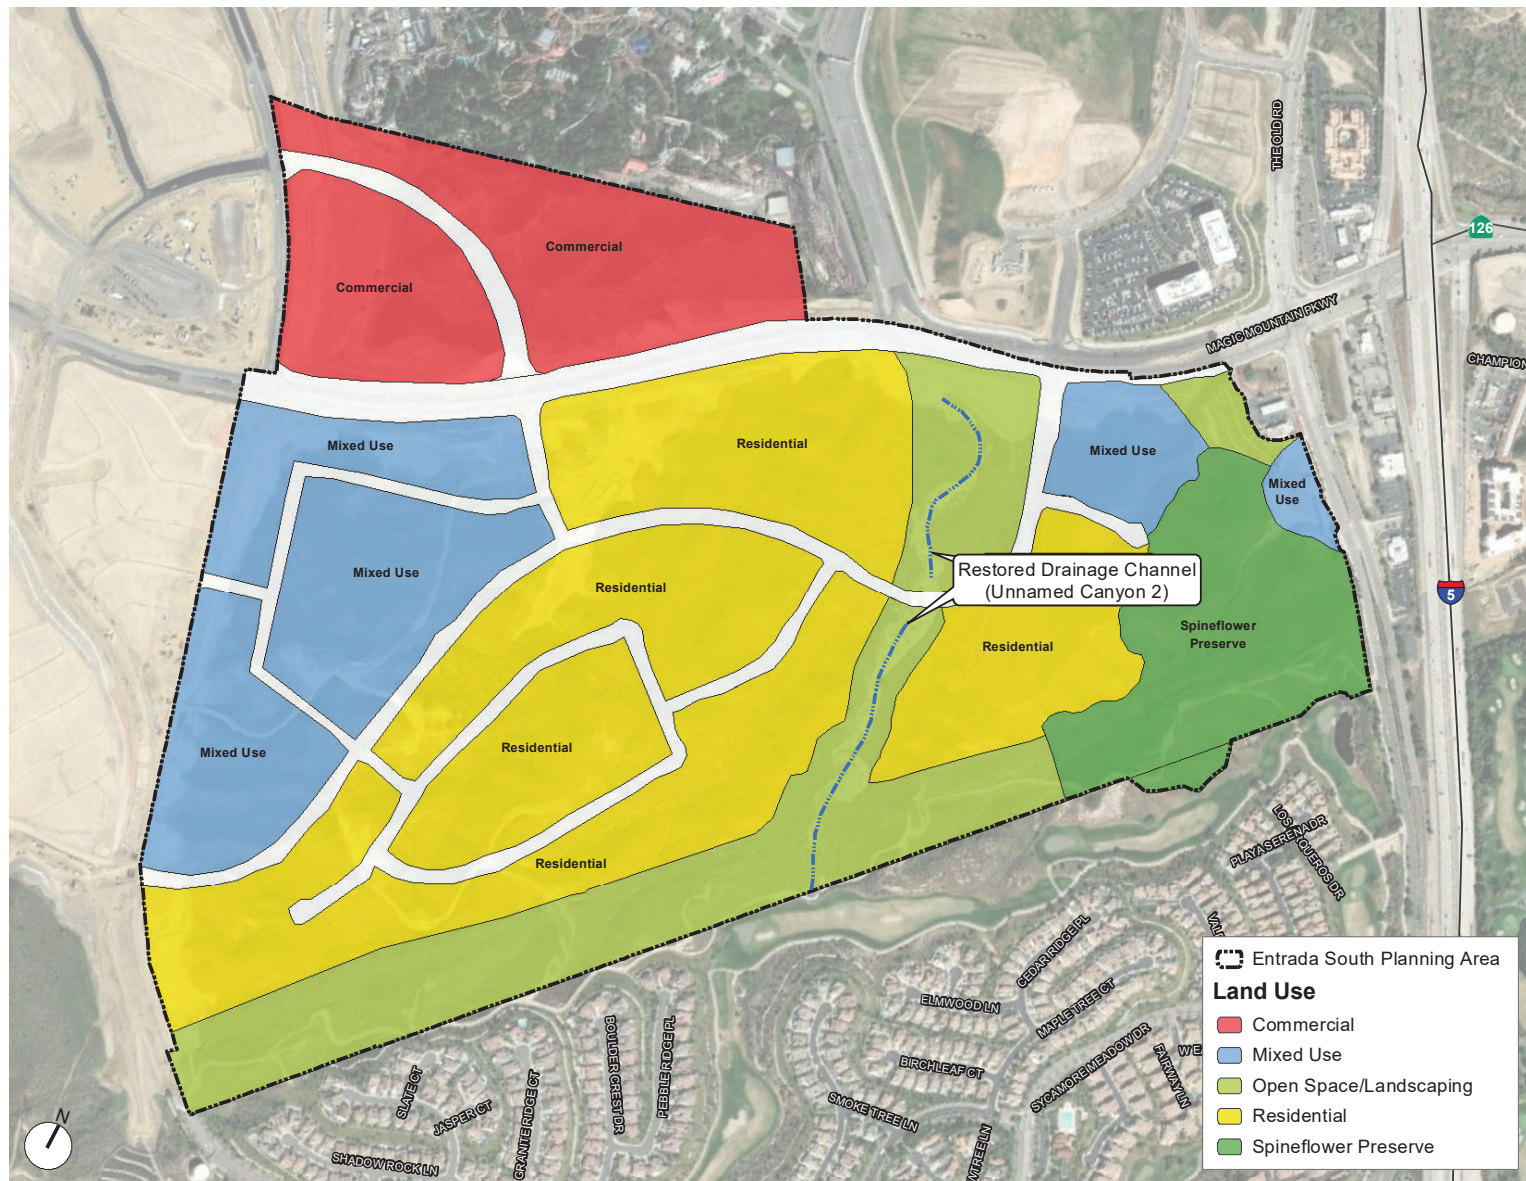 THE OLD RD
126
Commercial
Commercial
MAGIC MOUNTAIN PKWY
CHAMPION
Mixed Use
Residential
Mixed Use
Mixed
Use
Mixed Use
Residential
Restored Drainage Channel
(Unnamed Canyon 2)
5
Spineflower
Preserve
Residential
Mixed Use
Residential
Residential
PLAYA SERENA DR
CEDAR RIDGE PL
ELMWOOD LN
MAPLE TREE CT
BIRCHLEAF CT
SYCAMORE MEADOW DR
FAIRWAY LN
SMOKE TREE LN
BOULDER CREST DR
PEBBLE RIDGE PL
SLATE CT
JASPER CT
GRANITE RIDGE CT
SHADOW ROCK LN
N
Entrada South Planning Area
Land Use
Commercial
Mixed Use
Open Space/Landscaping
Residential
Spineflower Preserve